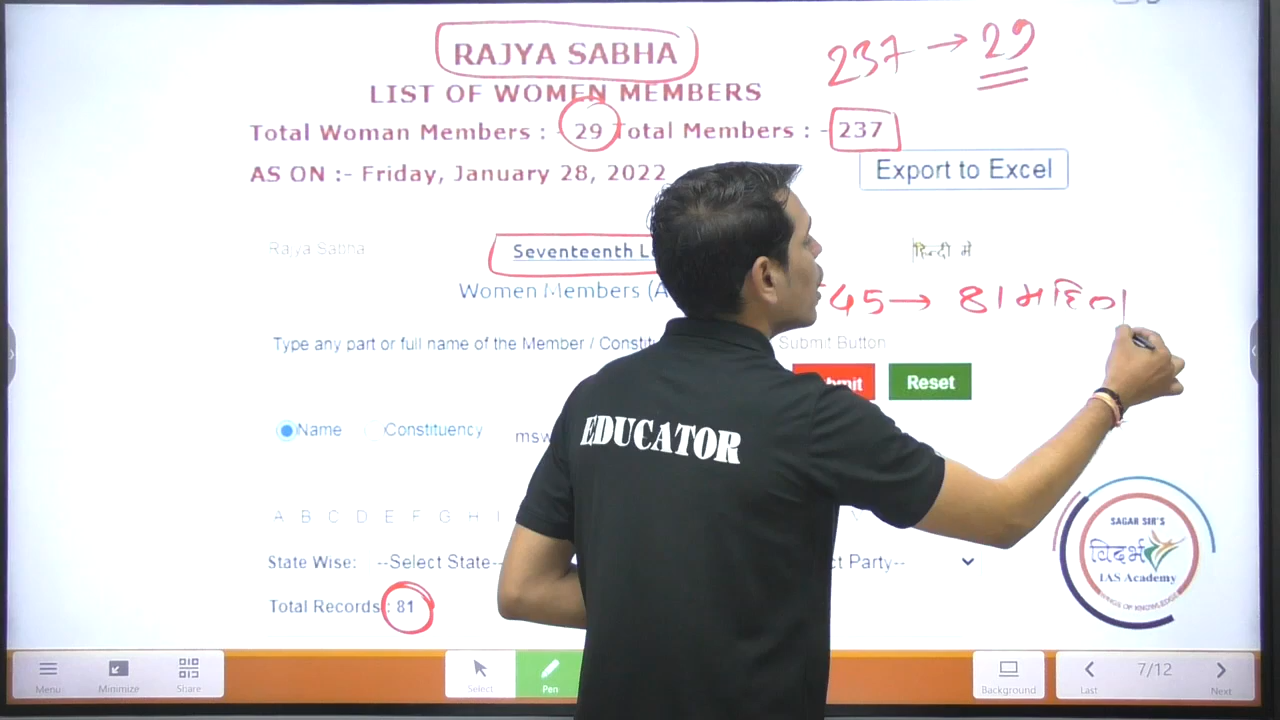 RAJYA SABHA
237 → 29
LIST OF WOMEN MEMBERS
Total Woman Members : - 29 Total Members : - 237
AS ON :- Friday, January 28, 2022
Export to Excel
Rajya Sabha
Seventeenth
हिन्दी में
Women Members
45 → 81
Type any part or full name of the Member /
Submit Button
Reset
Name
Constituency
EDUCATOR
A B C D E F G H I
State Wise: --Select State--
Party--
Total Records : 81
SAGAR SIR'S
विदर्भ
IAS Academy
WINGS OF KNOWLEDGE
Menu
Minimize
Share
Select
Pen
Background
Last
7/12
Next